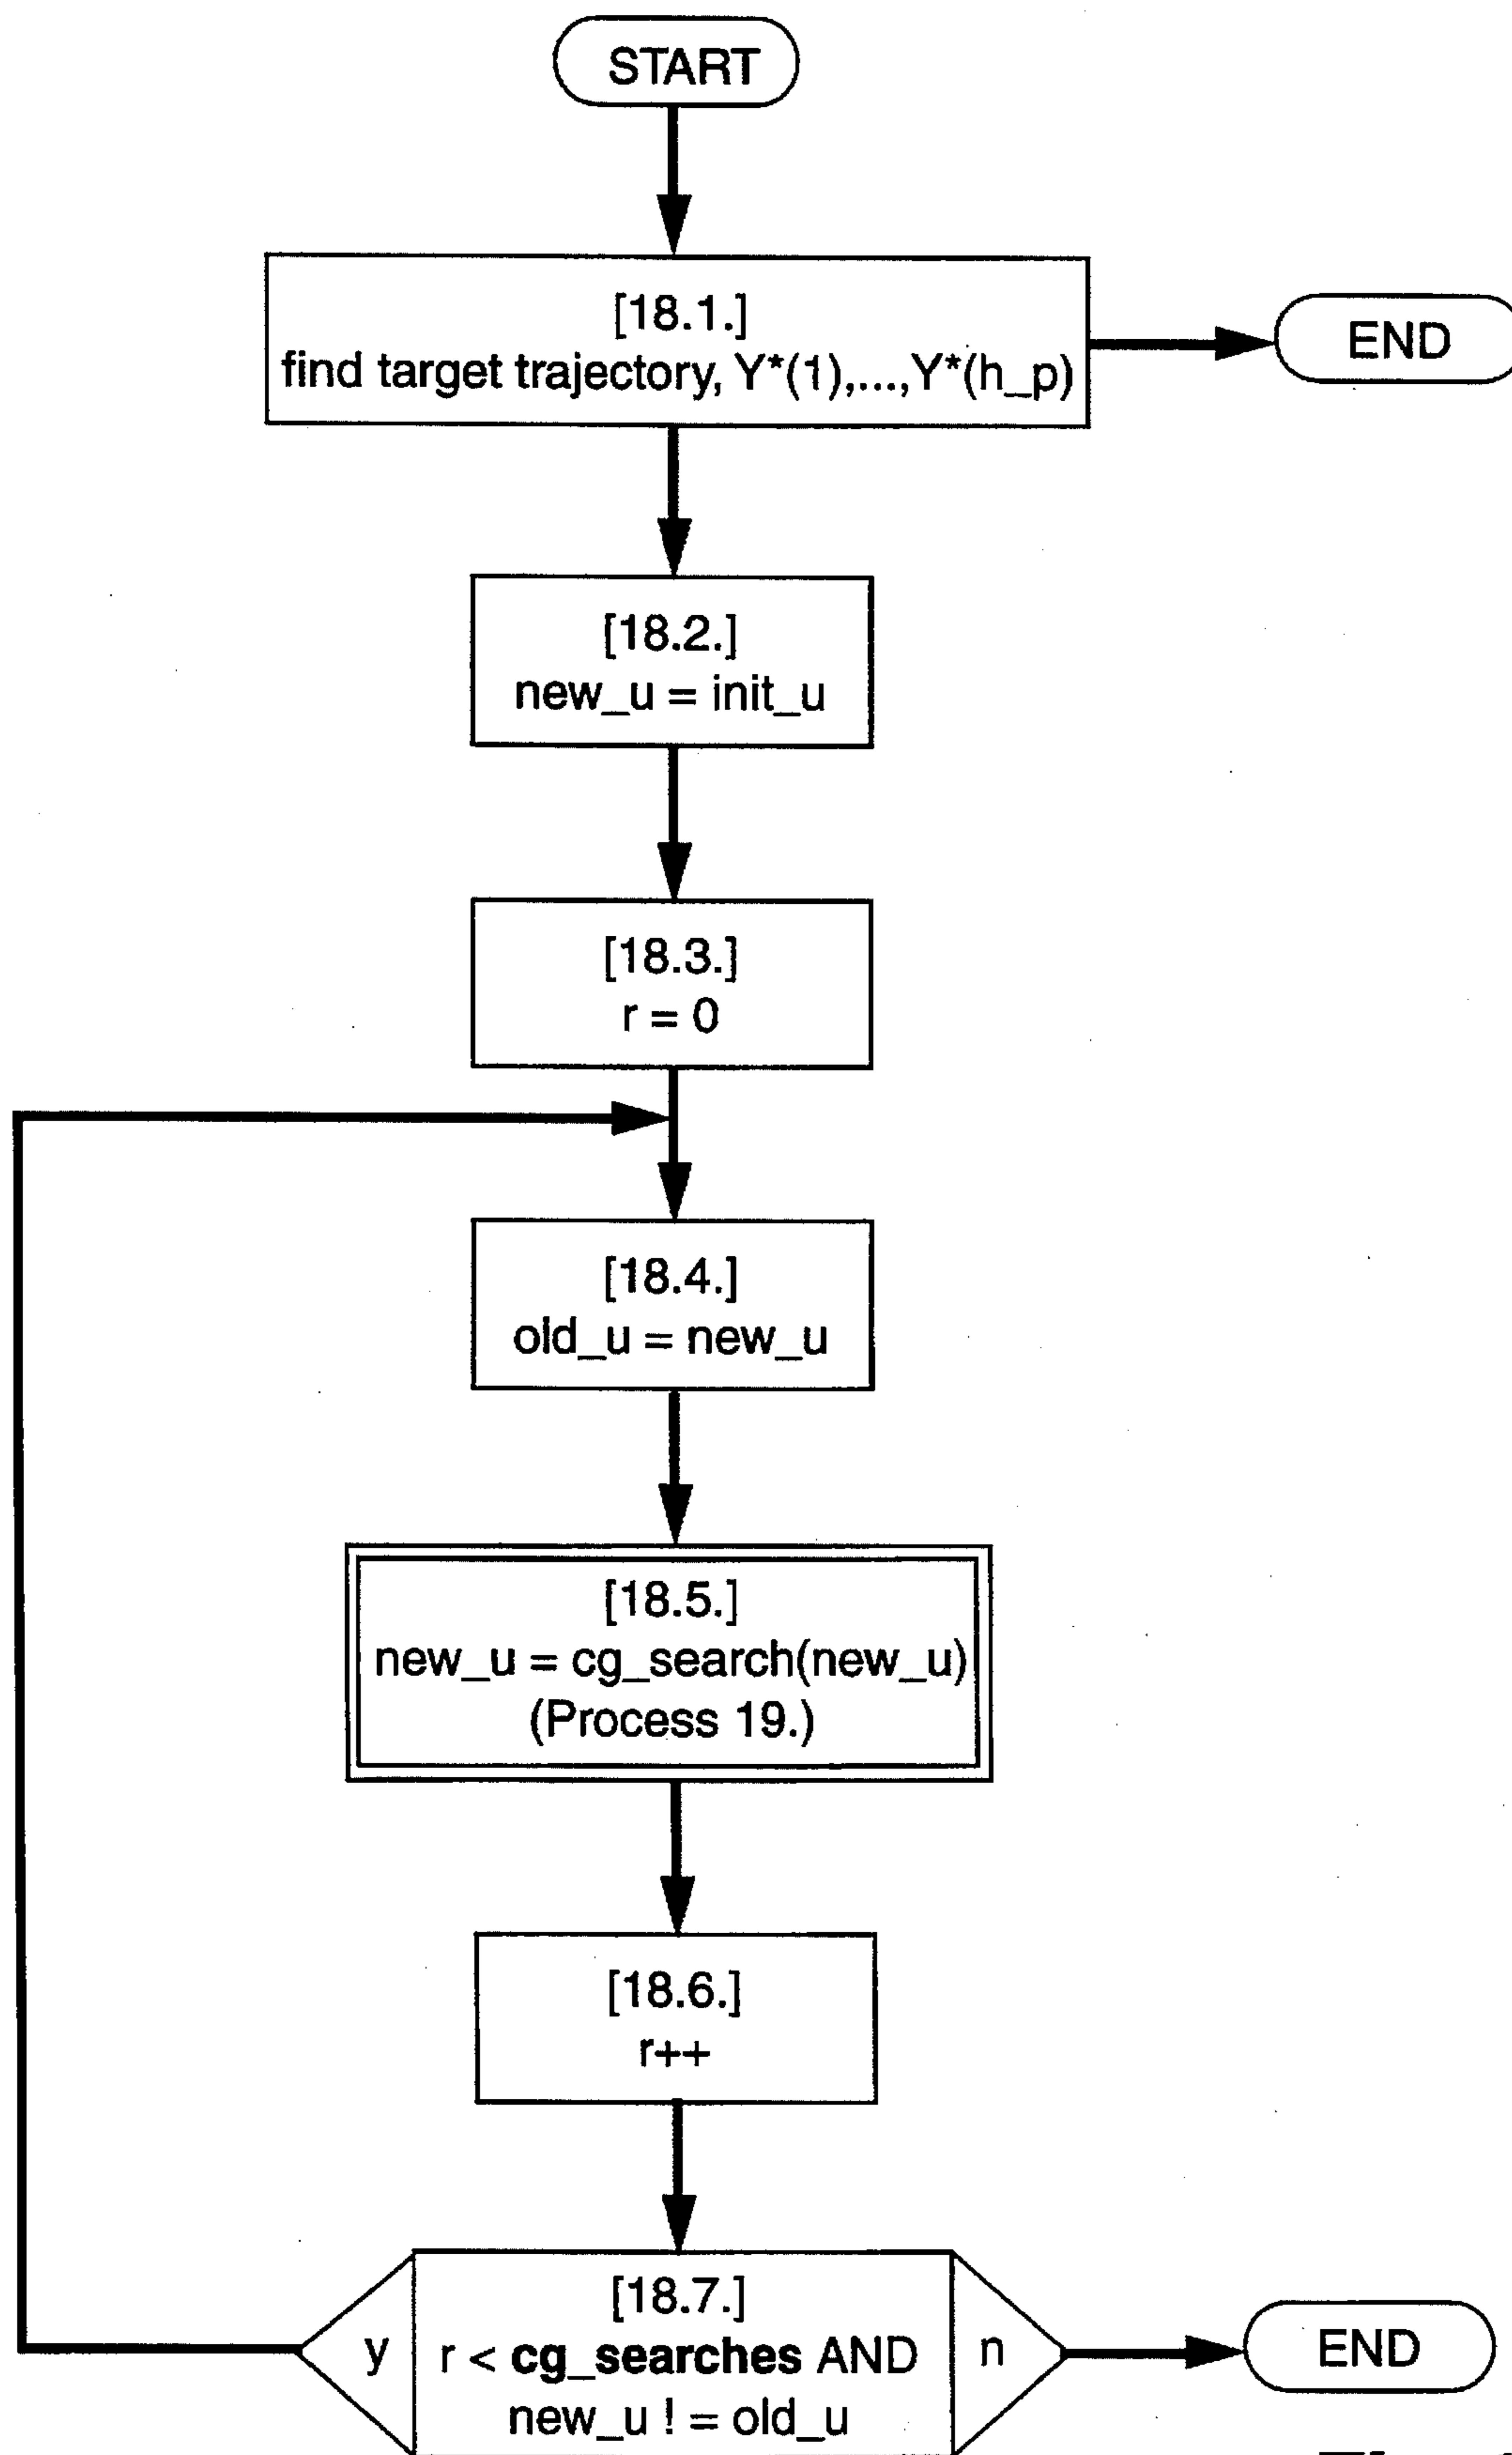 START
[18.1.]
find target trajectory, Y*(1),...,Y*(h_p)
END
[18.2.]
new_u = init_u
[18.3.]
r = 0
[18.4.]
old_u = new_u
[18.5.]
new_u = cg_search(new_u)
(Process 19.)
[18.6.]
r++
[18.7.]
y
r < cg_searches AND
n
new_u ! = old_u
END